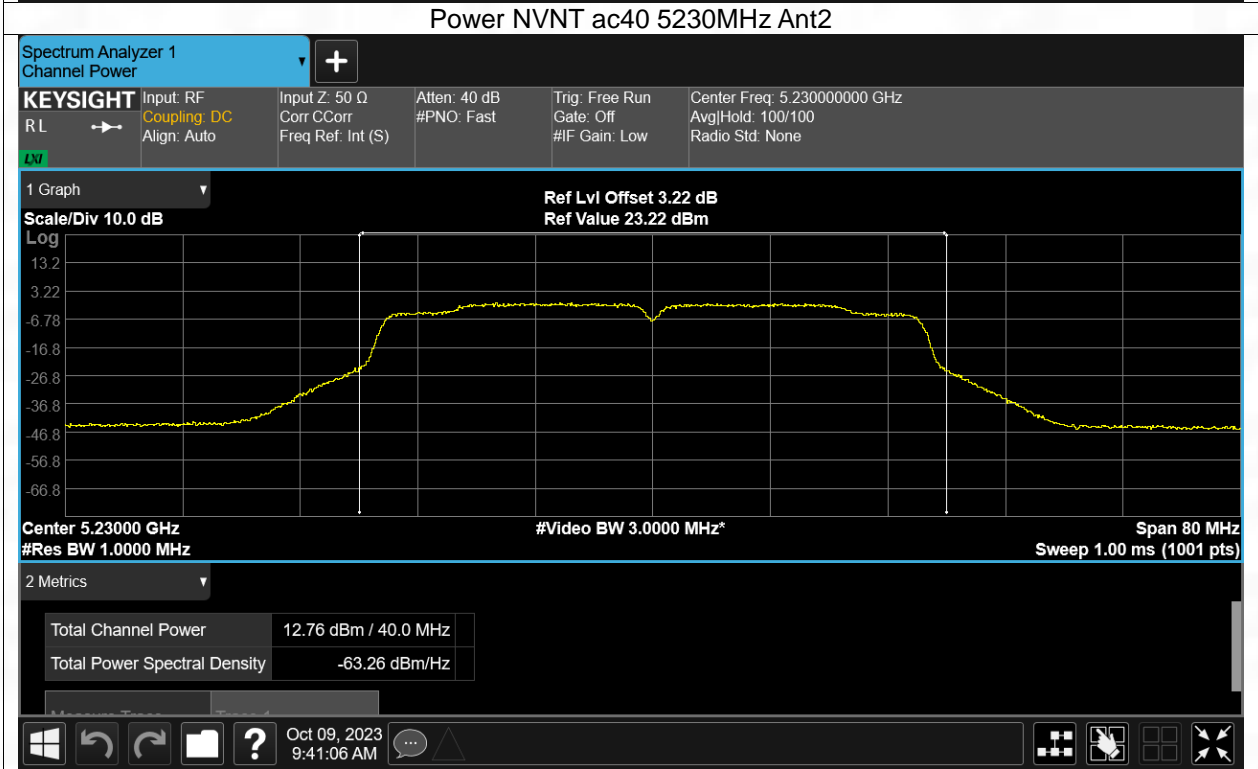 Power NVNT ac40 5230MHz Ant2
Spectrum Analyzer 1
Channel Power
KEYSIGHT
R L
LXI
Input: RF
Coupling: DC
Align: Auto
Input Z: 50 Ω
Corr CCorr
Freq Ref: Int (S)
Atten: 40 dB
#PNO: Fast
Trig: Free Run
Gate: Off
#IF Gain: Low
Center Freq: 5.230000000 GHz
Avg|Hold: 100/100
Radio Std: None
1 Graph
Scale/Div 10.0 dB
Ref Lvl Offset 3.22 dB
Ref Value 23.22 dBm
Log
13.2
3.22
-6.78
-16.8
-26.8
-36.8
-46.8
-56.8
-66.8
Center 5.23000 GHz
#Res BW 1.0000 MHz
#Video BW 3.0000 MHz*
Span 80 MHz
Sweep 1.00 ms (1001 pts)
2 Metrics
Total Channel Power 12.76 dBm / 40.0 MHz
Total Power Spectral Density -63.26 dBm/Hz
?
Oct 09, 2023
9:41:06 AM